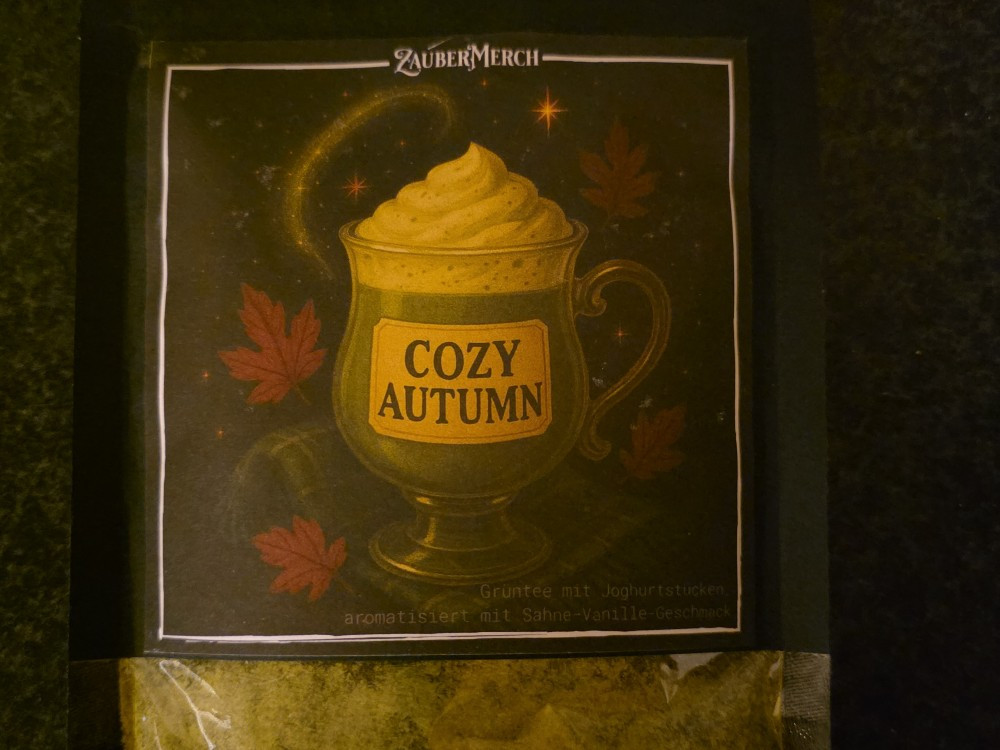 ZAUBERMERCH
COZY
AUTUMN
Grüntee mit Joghurtstücken,
aromatisiert mit Sahne-Vanille-Geschmack